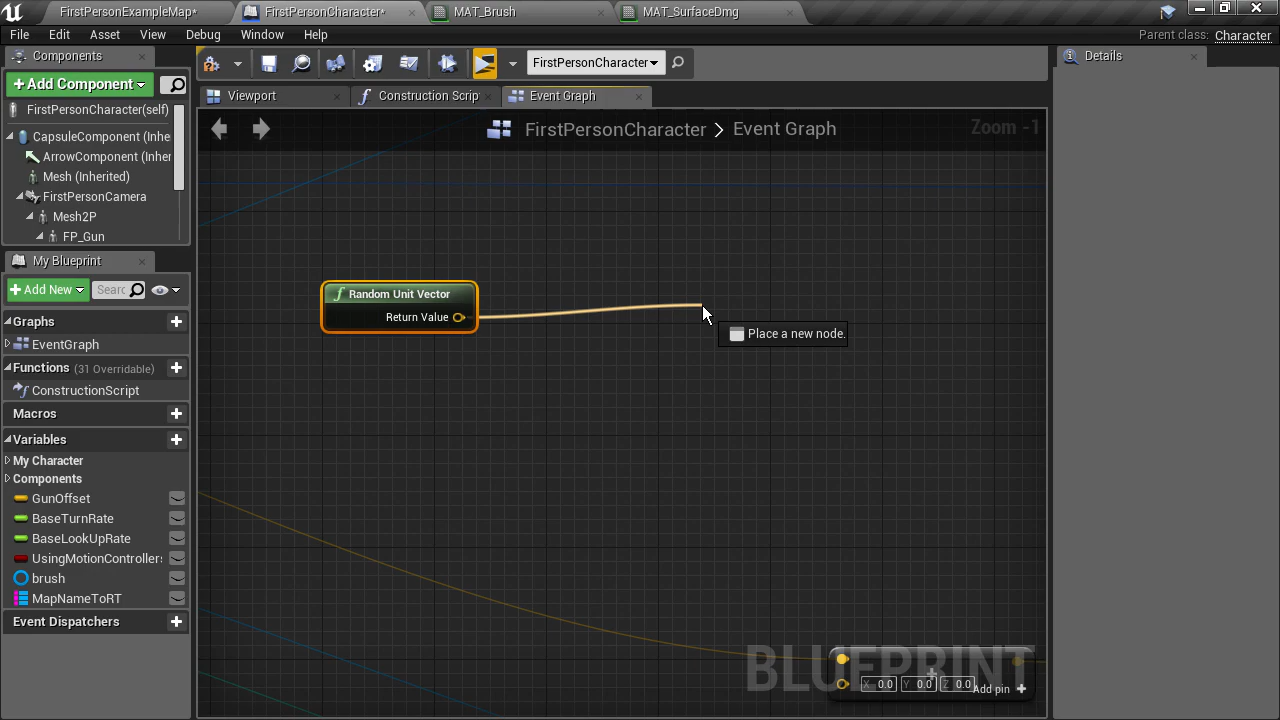 FirstPersonExampleMap*
FirstPersonCharacter*
MAT_Brush
MAT_SurfaceDmg
File
Edit
Asset
View
Debug
Window
Help
Parent class: Character
Components
+ Add Component
FirstPersonCharacter(self)
CapsuleComponent (Inhe
ArrowComponent (Inher
Mesh (Inherited)
FirstPersonCamera
Mesh2P
FP_Gun
My Blueprint
+ Add New
Searc
Graphs
EventGraph
Functions (31 Overridable)
ConstructionScript
Macros
Variables
My Character
Components
GunOffset
BaseTurnRate
BaseLookUpRate
UsingMotionControllers
brush
MapNameToRT
Event Dispatchers
FirstPersonCharacter
Viewport
Construction Scrip
Event Graph
FirstPersonCharacter > Event Graph
Zoom -1
Random Unit Vector
Return Value
Place a new node.
BLUEPRINT
X 0.0 Y 0.0 Z 0.0 Add pin +
Details